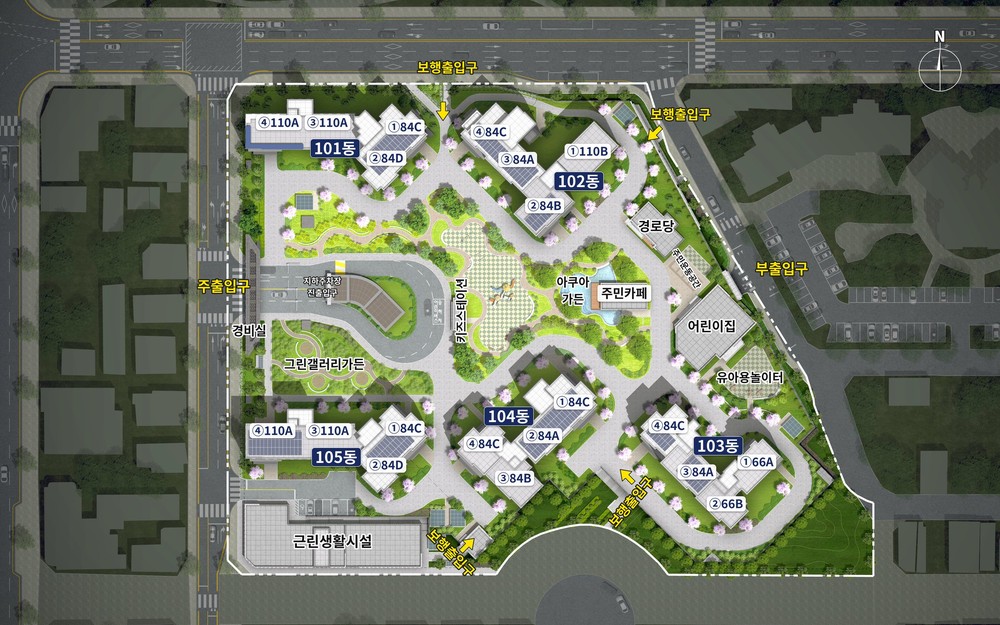 N
보행출입구
보행출입구
④110A
③110A
①84C
②84D
101동
④84C
③84A
①110B
②84B
102동
경로당
주민운동공간
부출입구
주출입구
지하주차장
진출입구
키즈스테이션
아쿠아
가든
주민카페
경비실
어린이집
그린갤러리가든
유아용놀이터
④110A
③110A
①84C
②84D
105동
104동
①84C
②84A
④84C
③84B
④84C
103동
①66A
③84A
②66B
보행출입구
보행출입구
근린생활시설